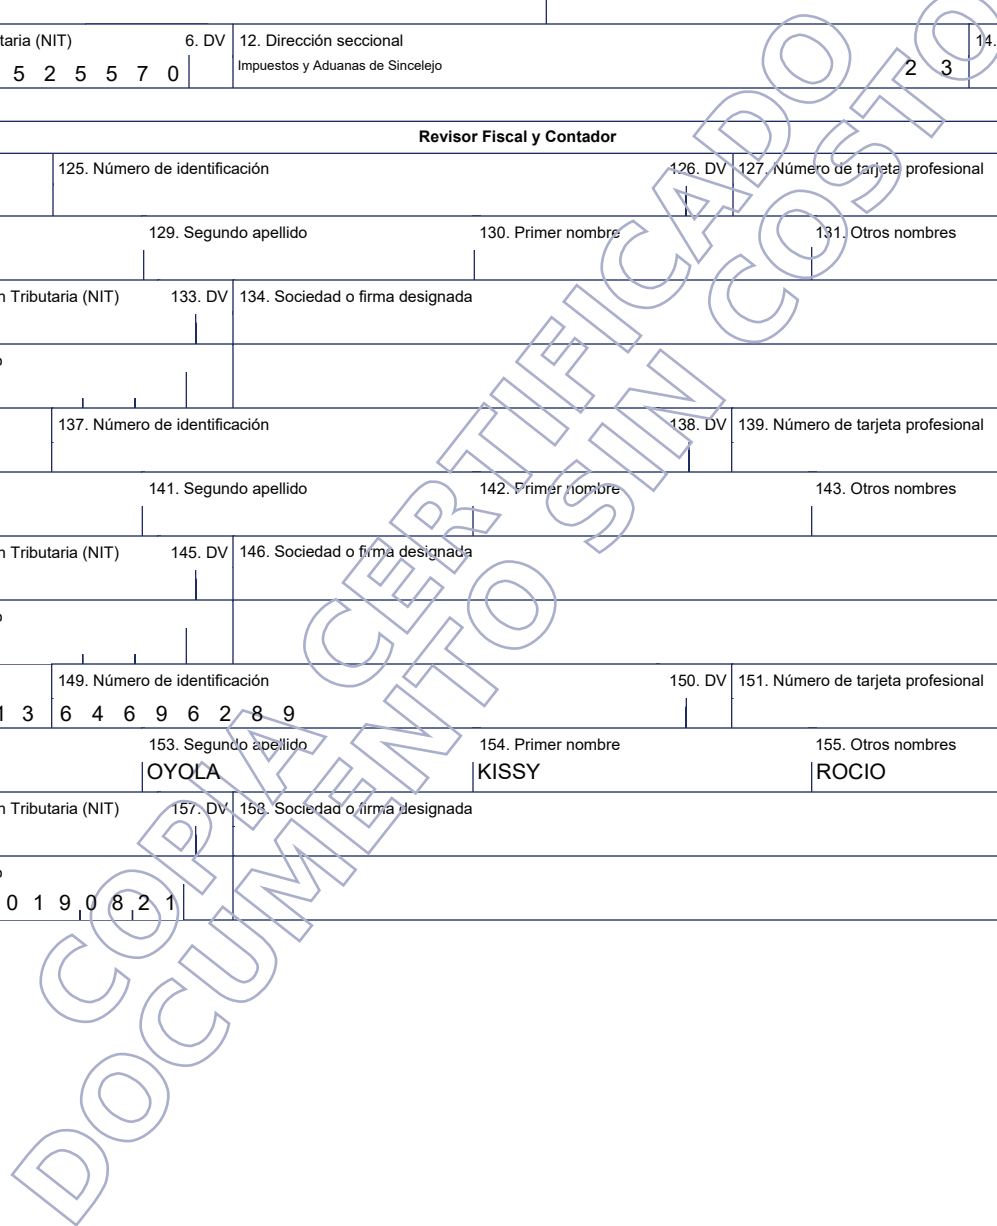 taria (NIT) 6. DV 12. Dirección seccional 14.
5 2 5 5 7 0 Impuestos y Aduanas de Sincelejo 2 3
Revisor Fiscal y Contador
125. Número de identificación 126. DV 127. Número de tarjeta profesional
129. Segundo apellido 130. Primer nombre 131. Otros nombres
n Tributaria (NIT) 133. DV 134. Sociedad o firma designada
o
137. Número de identificación 138. DV 139. Número de tarjeta profesional
141. Segundo apellido 142. Primer nombre 143. Otros nombres
n Tributaria (NIT) 145. DV 146. Sociedad o firma designada
o
149. Número de identificación 150. DV 151. Número de tarjeta profesional
1 3 6 4 6 9 6 2 8 9
153. Segundo apellido 154. Primer nombre 155. Otros nombres
OYOLA KISSY ROCIO
n Tributaria (NIT) 157. DV 158. Sociedad o firma designada
o
0 1 9 0 8 2 1
COPIA CERTIFICADO
DOCUMENTO SIN COSTO